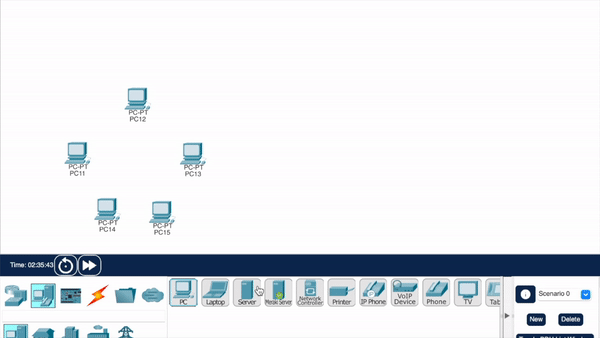 PC-PT
PC12
PC-PT
PC11
PC-PT
PC13
PC-PT
PC14
PC-PT
PC15
Time: 02:35:43
PC
Laptop
Server
Meraki Server
Network
Controller
Printer
IP Phone
VoIP
Device
Phone
TV
Tab
Scenario 0
New
Delete